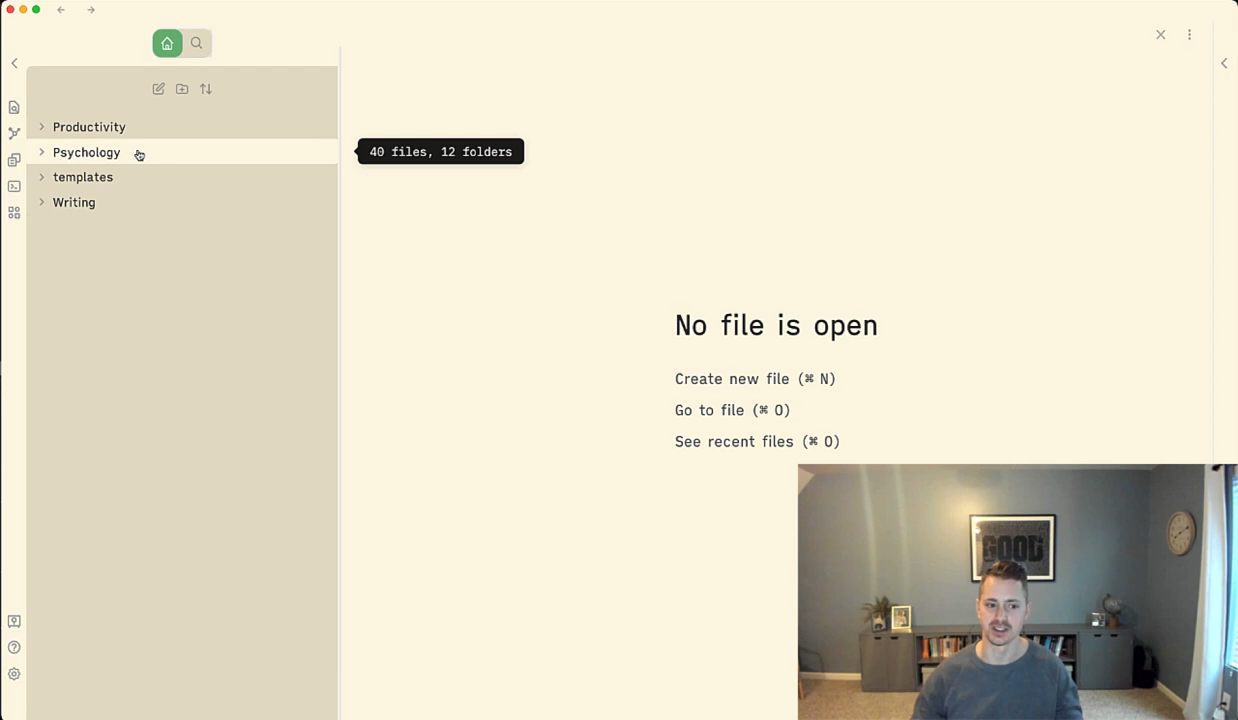 Productivity
Psychology
templates
Writing
40 files, 12 folders
No file is open
Create new file (⌘ N)
Go to file (⌘ O)
See recent files (⌘ O)
GOOD